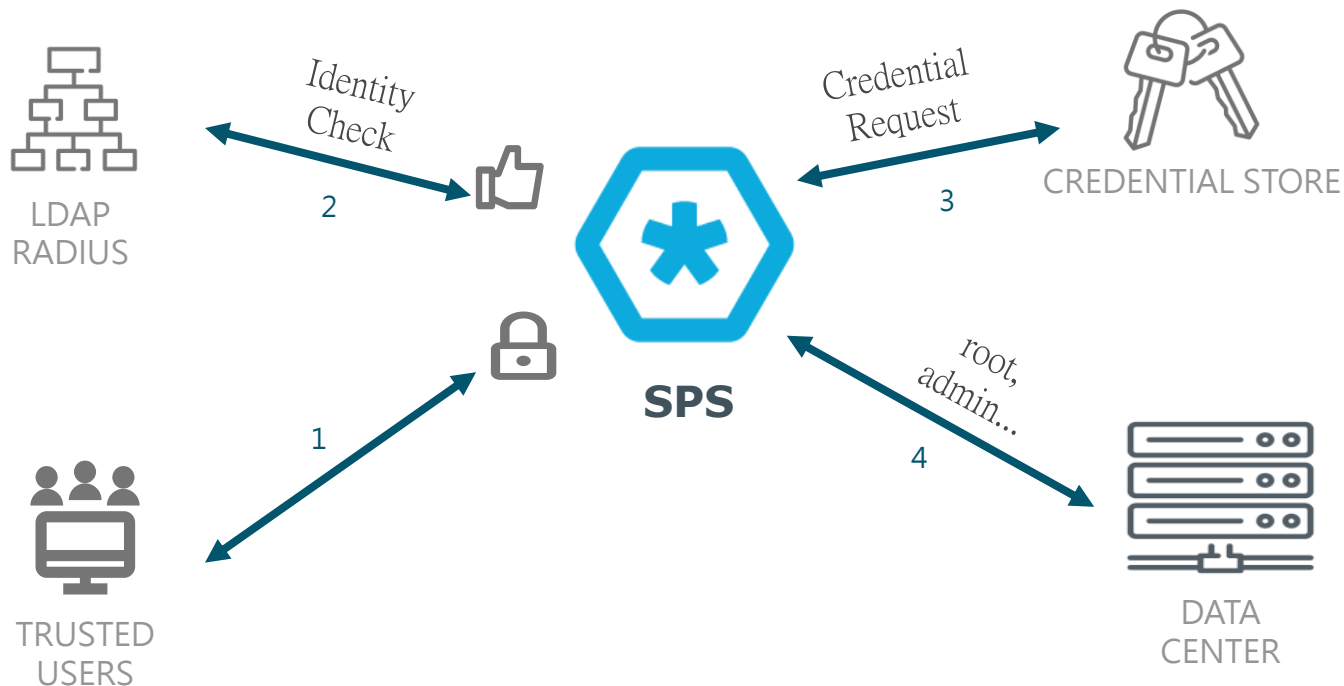 Identity
Check
2
LDAP
RADIUS
Credential
Request
3
CREDENTIAL STORE
SPS
1
TRUSTED
USERS
root,
admin...
4
DATA
CENTER